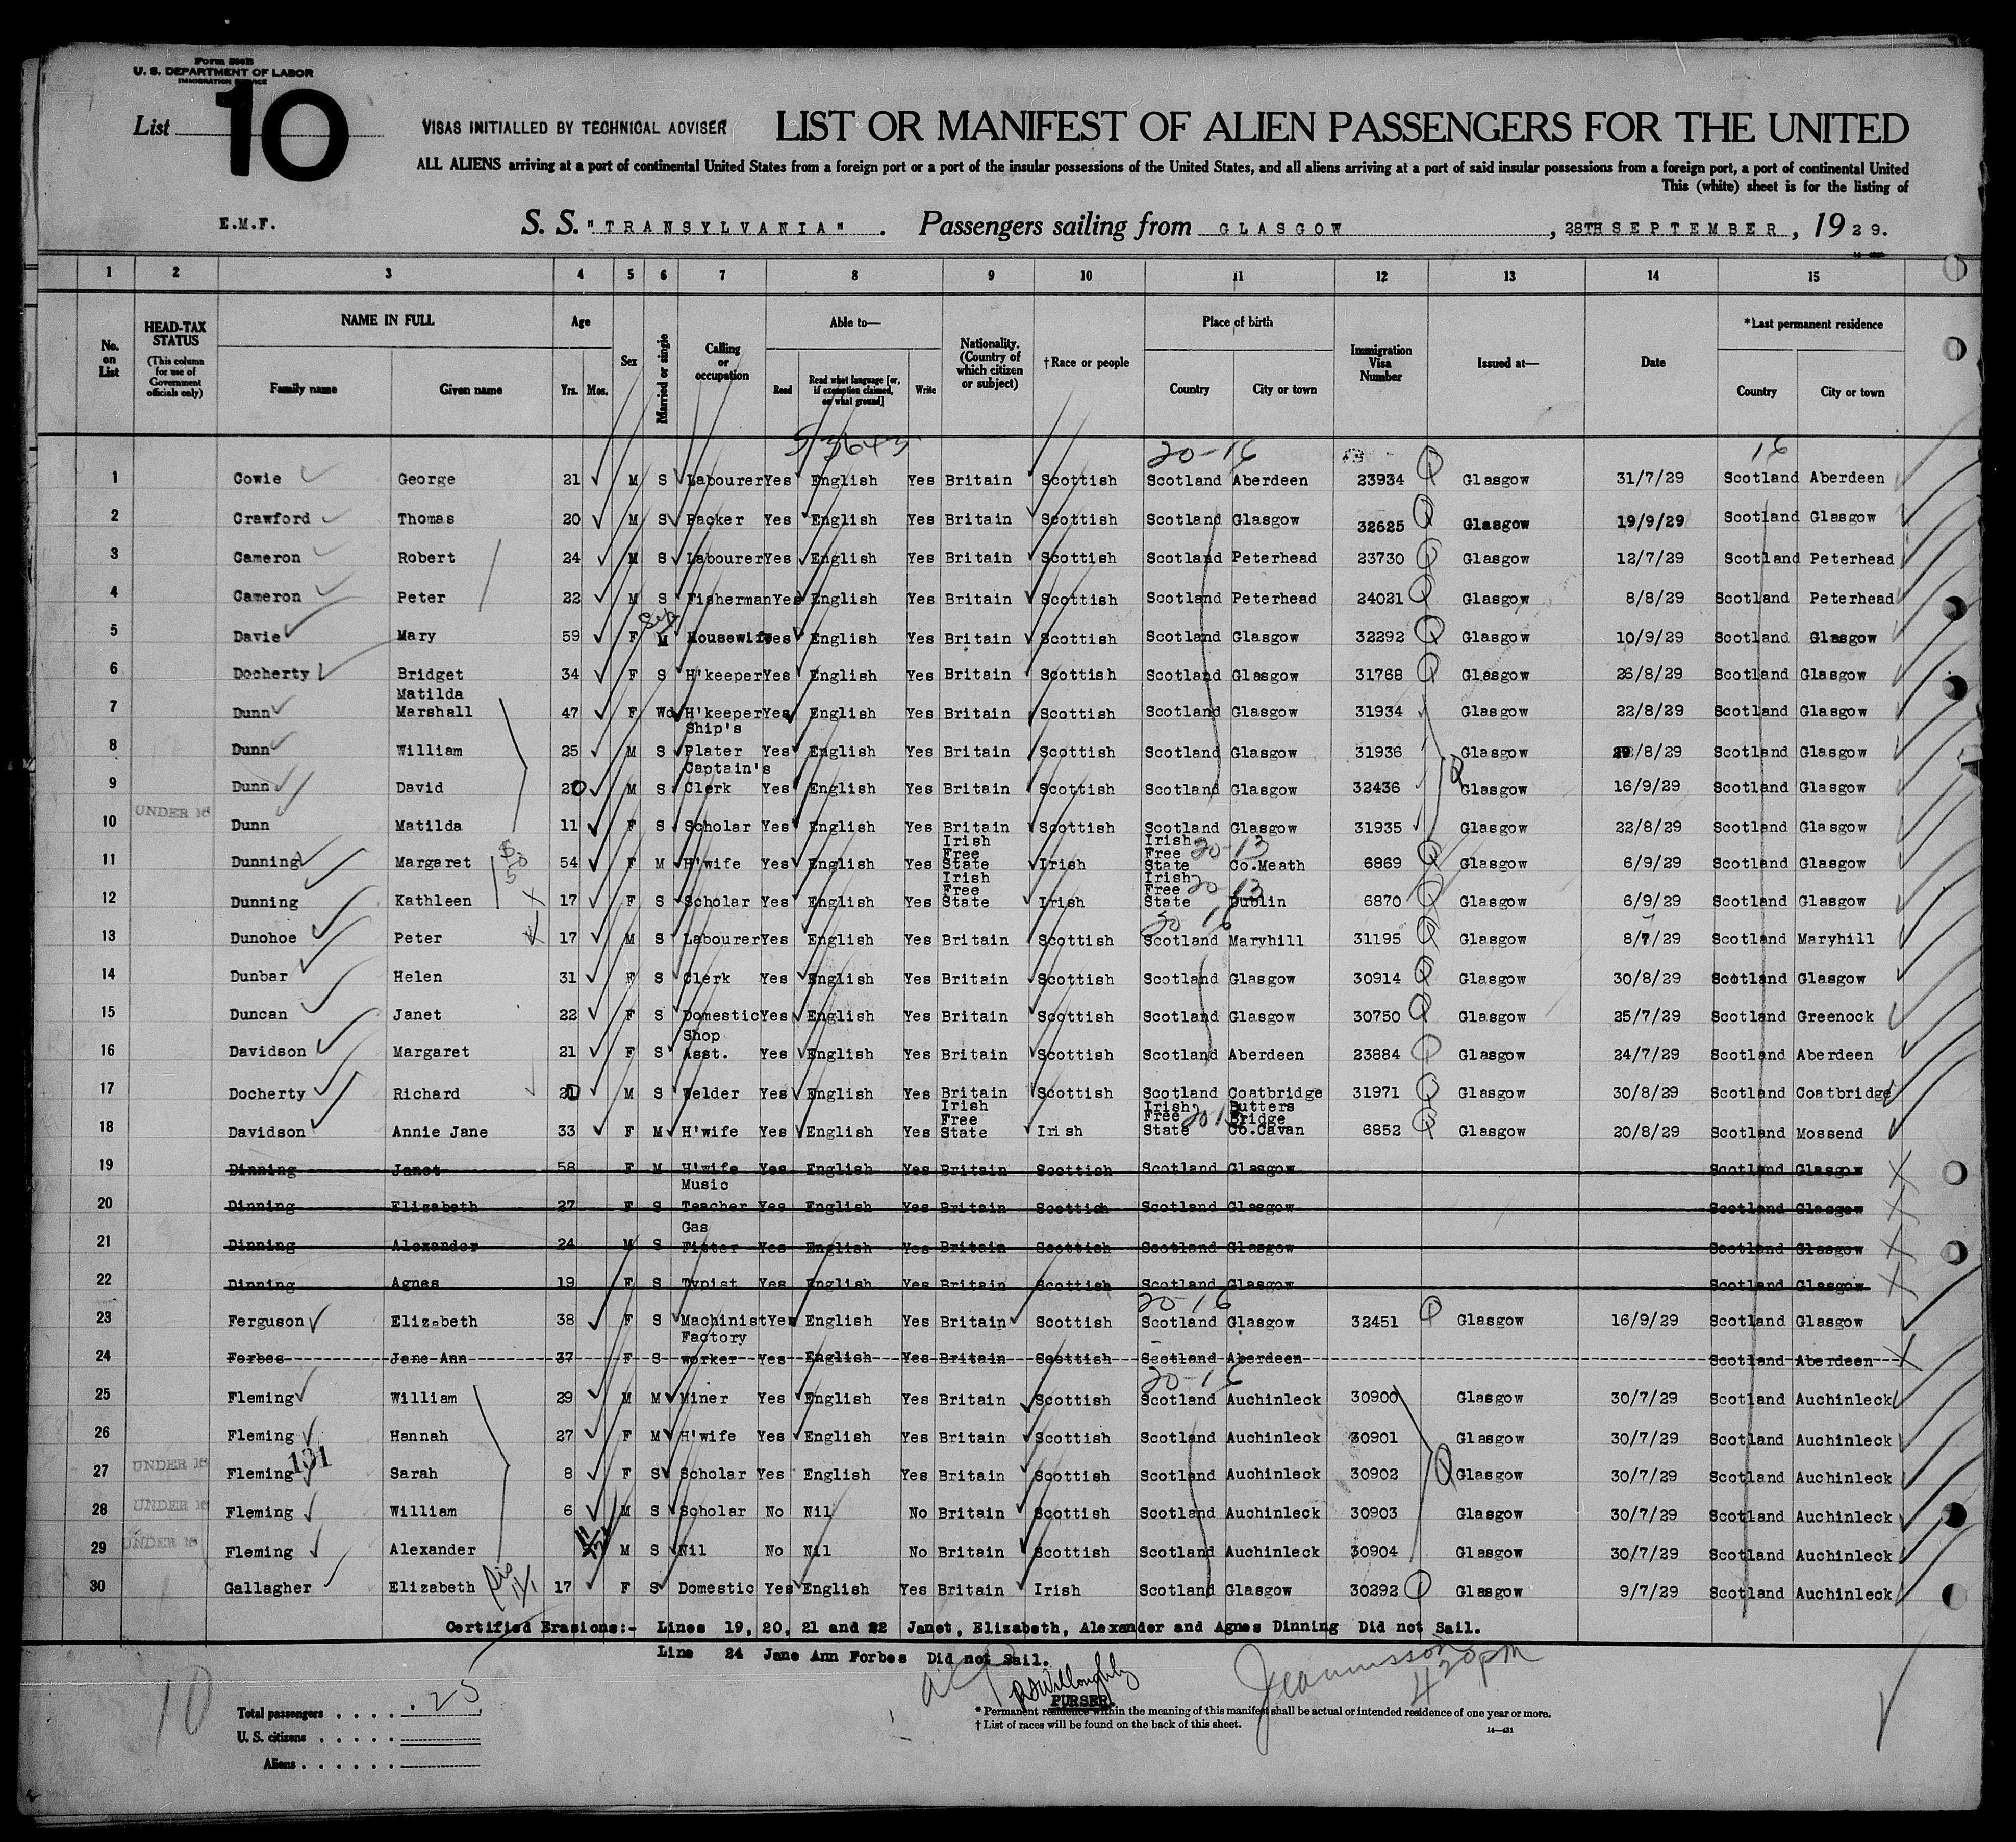 Form 500B
U. S. DEPARTMENT OF LABOR
IMMIGRATION SERVICE
List 10
VISAS INITIALLED BY TECHNICAL ADVISER
LIST OR MANIFEST OF ALIEN PASSENGERS FOR THE UNITED
ALL ALIENS arriving at a port of continental United States from a foreign port or a port of the insular possessions of the United States, and all aliens arriving at a port of said insular possessions from a foreign port, a port of continental United
This (white) sheet is for the listing of
E.M.F. S. S. "TRANSYLVANIA" . Passengers sailing from GLASGOW , 28TH SEPTEMBER , 19 29.
1 2 3 4 5 6 7 8 9 10 11 12 13 14 15
No. on List
HEAD-TAX STATUS (This column for use of Government officials only)
NAME IN FULL
Family name Given name
Age
Yrs. Mos.
Sex
Married or single
Calling or occupation
Able to—
Read
Read what language [or, if exemption claimed, on what ground]
Write
Nationality. (Country of which citizen or subject)
†Race or people
Place of birth
Country City or town
Immigration Visa Number
Issued at—
Date
*Last permanent residence
Country City or town
20-16 16
1 Cowie George 21 M S Labourer Yes English Yes Britain Scottish Scotland Aberdeen 23934 Glasgow 31/7/29 Scotland Aberdeen
2 Crawford Thomas 20 M S Packer Yes English Yes Britain Scottish Scotland Glasgow 32625 Glasgow 19/9/29 Scotland Glasgow
3 Cameron Robert 24 M S Labourer Yes English Yes Britain Scottish Scotland Peterhead 23730 Glasgow 12/7/29 Scotland Peterhead
4 Cameron Peter 22 M S Fisherman Yes English Yes Britain Scottish Scotland Peterhead 24021 Glasgow 8/8/29 Scotland Peterhead
5 Davie Mary 59 F M Sep Housewife Yes English Yes Britain Scottish Scotland Glasgow 32292 Glasgow 10/9/29 Scotland Glasgow
6 Docherty Bridget 34 F S H'keeper Yes English Yes Britain Scottish Scotland Glasgow 31768 Glasgow 26/8/29 Scotland Glasgow
7 Dunn Matilda Marshall 47 F Wd H'keeper Yes English Yes Britain Scottish Scotland Glasgow 31934 Glasgow 22/8/29 Scotland Glasgow
8 Dunn William 25 M S Ship's Plater Yes English Yes Britain Scottish Scotland Glasgow 31936 Glasgow /8/29 Scotland Glasgow
9 Dunn David 20 M S Captain's Clerk Yes English Yes Britain Scottish Scotland Glasgow 32436 Glasgow 16/9/29 Scotland Glasgow
UNDER 16
10 Dunn Matilda 11 F S Scholar Yes English Yes Britain Scottish Scotland Glasgow 31935 Glasgow 22/8/29 Scotland Glasgow
11 Dunning Margaret 54 F M H'wife Yes English Yes Irish Free State Irish Irish Free State 20-13 Co.Meath 6869 Glasgow 6/9/29 Scotland Glasgow
12 Dunning Kathleen 17 F S Scholar Yes English Yes Irish Free State Irish Irish Free State 20 13 Dublin 6870 Glasgow 6/9/29 Scotland Glasgow
13 Dunohoe Peter 17 M S Labourer Yes English Yes Britain Scottish Scotland Maryhill 31195 Glasgow 8/7/29 Scotland Maryhill
14 Dunbar Helen 31 F S Clerk Yes English Yes Britain Scottish Scotland Glasgow 30914 Glasgow 30/8/29 Scotland Glasgow
15 Duncan Janet 22 F S Domestic Yes English Yes Britain Scottish Scotland Glasgow 30750 Glasgow 25/7/29 Scotland Greenock
16 Davidson Margaret 21 F S Shop Asst. Yes English Yes Britain Scottish Scotland Aberdeen 23884 Glasgow 24/7/29 Scotland Aberdeen
17 Docherty Richard 20 M S Welder Yes English Yes Britain Scottish Scotland Coatbridge 31971 Glasgow 30/8/29 Scotland Coatbridge
18 Davidson Annie Jane 33 F M H'wife Yes English Yes Irish Free State Irish Irish Free State 20 13 Butters Bridge Co.Cavan 6852 Glasgow 20/8/29 Scotland Mossend
19 Dinning Janet 58 F M H'wife Yes English Yes Britain Scottish Scotland Glasgow Scotland Glasgow
20 Dinning Elizabeth 27 F S Music Teacher Yes English Yes Britain Scottish Scotland Glasgow Scotland Glasgow
21 Dinning Alexander 24 M S Gas Fitter Yes English Yes Britain Scottish Scotland Glasgow Scotland Glasgow
22 Dinning Agnes 19 F S Typist Yes English Yes Britain Scottish Scotland Glasgow Scotland Glasgow
20-16
23 Ferguson Elizabeth 38 F S Machinist Yes English Yes Britain Scottish Scotland Glasgow 32451 Glasgow 16/9/29 Scotland Glasgow
24 Forbes Jane Ann 37 F S Factory worker Yes English Yes Britain Scottish Scotland Aberdeen Scotland Aberdeen
20-16
25 Fleming William 29 M M Miner Yes English Yes Britain Scottish Scotland Auchinleck 30900 Glasgow 30/7/29 Scotland Auchinleck
26 Fleming Hannah 27 F M H'wife Yes English Yes Britain Scottish Scotland Auchinleck 30901 Glasgow 30/7/29 Scotland Auchinleck
UNDER 16
27 Fleming 131 Sarah 8 F S Scholar Yes English Yes Britain Scottish Scotland Auchinleck 30902 Glasgow 30/7/29 Scotland Auchinleck
UNDER 16
28 Fleming William 6 M S Scholar No Nil No Britain Scottish Scotland Auchinleck 30903 Glasgow 30/7/29 Scotland Auchinleck
UNDER 16
29 Fleming Alexander 11 M S Nil No Nil No Britain Scottish Scotland Auchinleck 30904 Glasgow 30/7/29 Scotland Auchinleck
30 Gallagher Elizabeth 17 F S Domestic Yes English Yes Britain Irish Scotland Glasgow 30292 Glasgow 9/7/29 Scotland Auchinleck
Certified Erasions:- Lines 19, 20, 21 and 22 Janet, Elizabeth, Alexander and Agnes Dinning Did not Sail.
Line 24 Jane Ann Forbes Did not Sail.
10
Total passengers . . . . 25
U. S. citizens . . . . .
Aliens . . . . . .
Willoughby
PURSER.
4 20 pm
* Permanent residence within the meaning of this manifest shall be actual or intended residence of one year or more.
† List of races will be found on the back of this sheet.
14—431